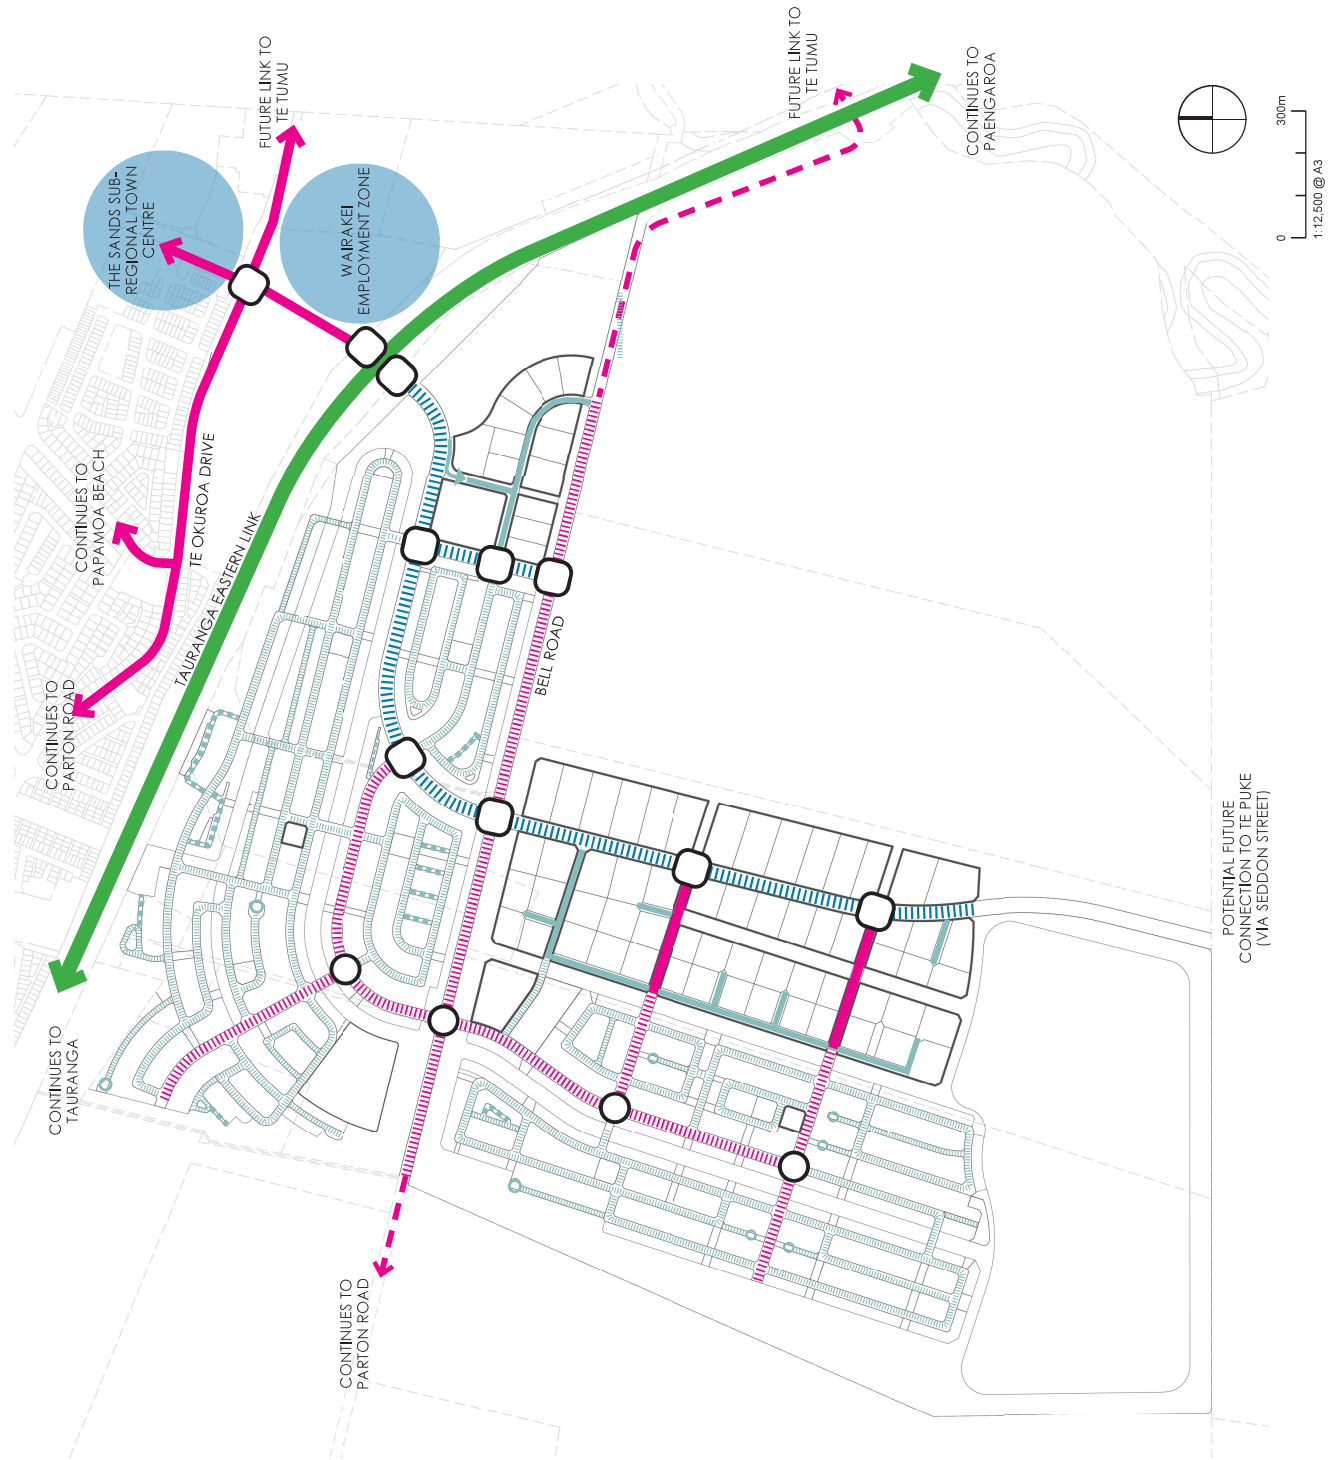 FUTURE LINK TO
TE TUMU
THE SANDS SUB-
REGIONAL TOWN
CENTRE
WAIRAKEI
EMPLOYMENT ZONE
FUTURE LINK TO
TE TUMU
CONTINUES TO
PAENGAROA
0
300m
1:12,500 @ A3
CONTINUES TO
PAPAMOA BEACH
TE OKUROA DRIVE
TAURANGA EASTERN LINK
CONTINUES TO
PARTON ROAD
BELL ROAD
POTENTIAL FUTURE
CONNECTION TO TE PUKE
(VIA SEDDON STREET)
CONTINUES TO
TAURANGA
CONTINUES TO
PARTON ROAD